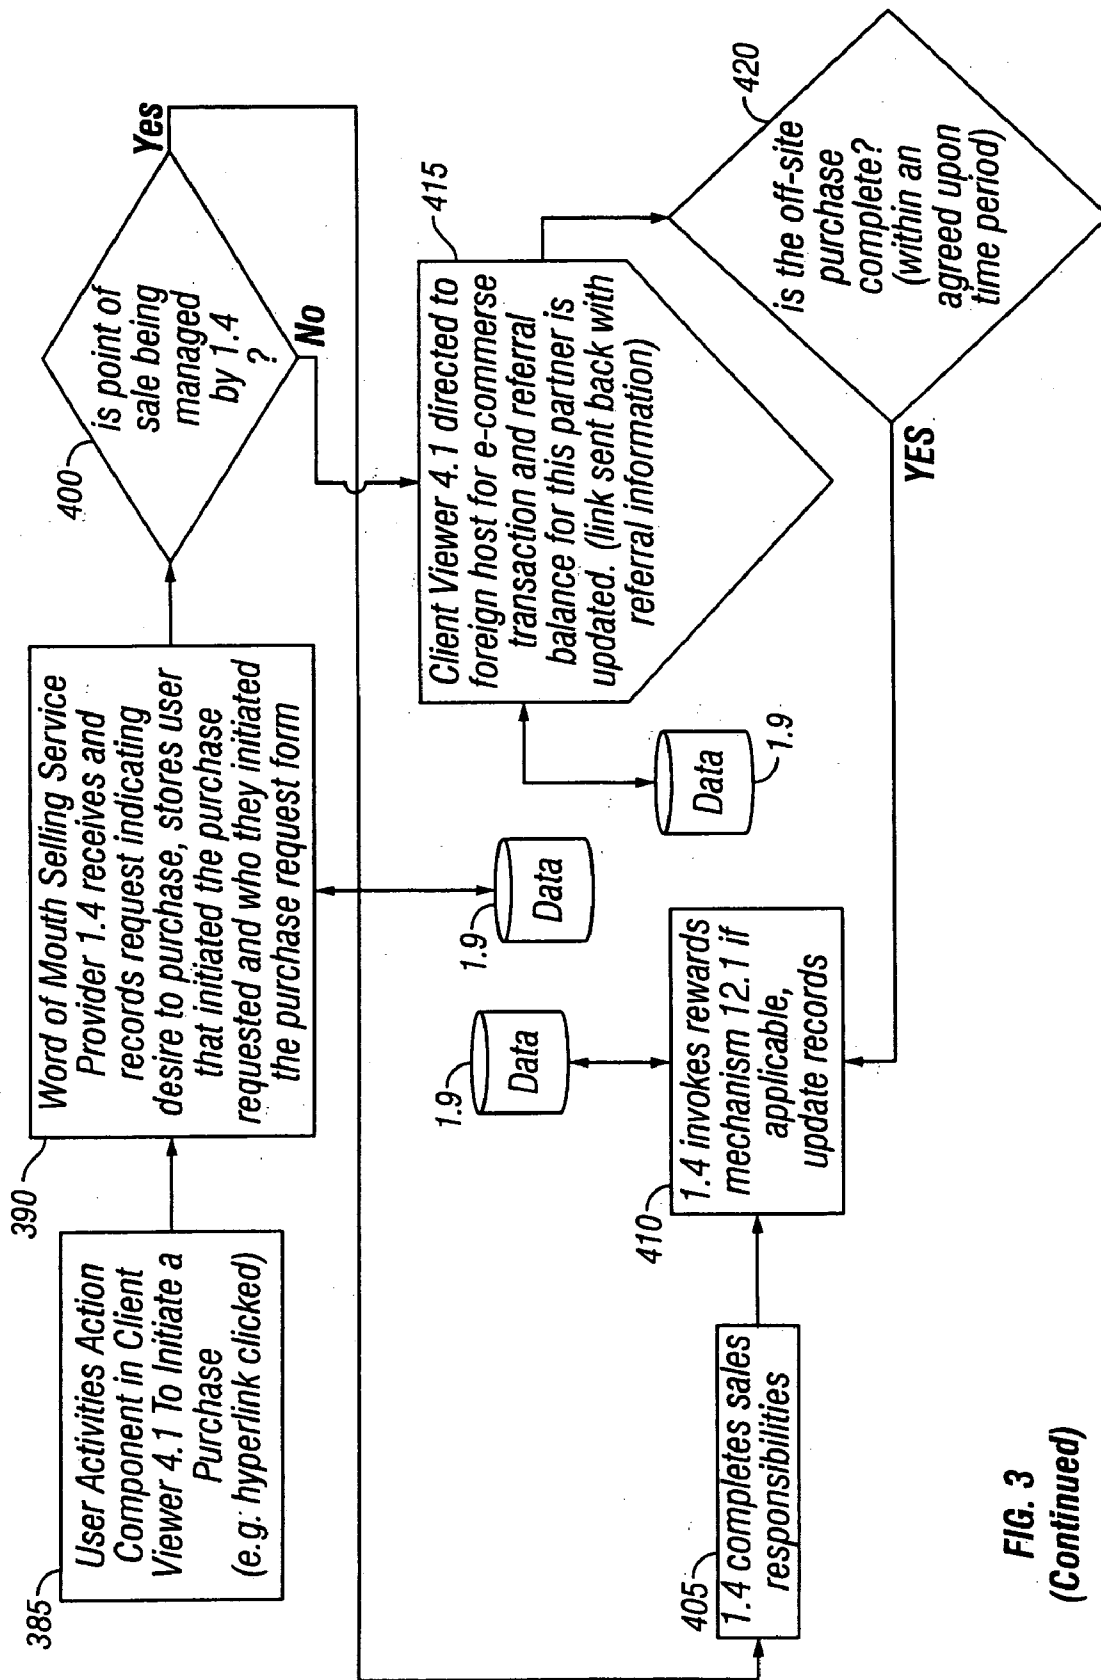 385
User Activities Action
Component in Client
Viewer 4.1 To Initiate a
Purchase
(e.g: hyperlink clicked)
390
Word of Mouth Selling Service
Provider 1.4 receives and
records request indicating
desire to purchase, stores user
that initiated the purchase
requested and who they initiated
the purchase request form
400
is point of
sale being
managed
by 1.4
?
Yes
No
1.9
Data
415
Client Viewer 4.1 directed to
foreign host for e-commerse
transaction and referral
balance for this partner is
updated. (link sent back with
referral information)
Data
1.9
420
is the off-site
purchase
complete?
(within an
agreed upon
time period)
YES
1.9
Data
410
1.4 invokes rewards
mechanism 12.1 if
applicable,
update records
405
1.4 completes sales
responsibilities
FIG. 3
(Continued)